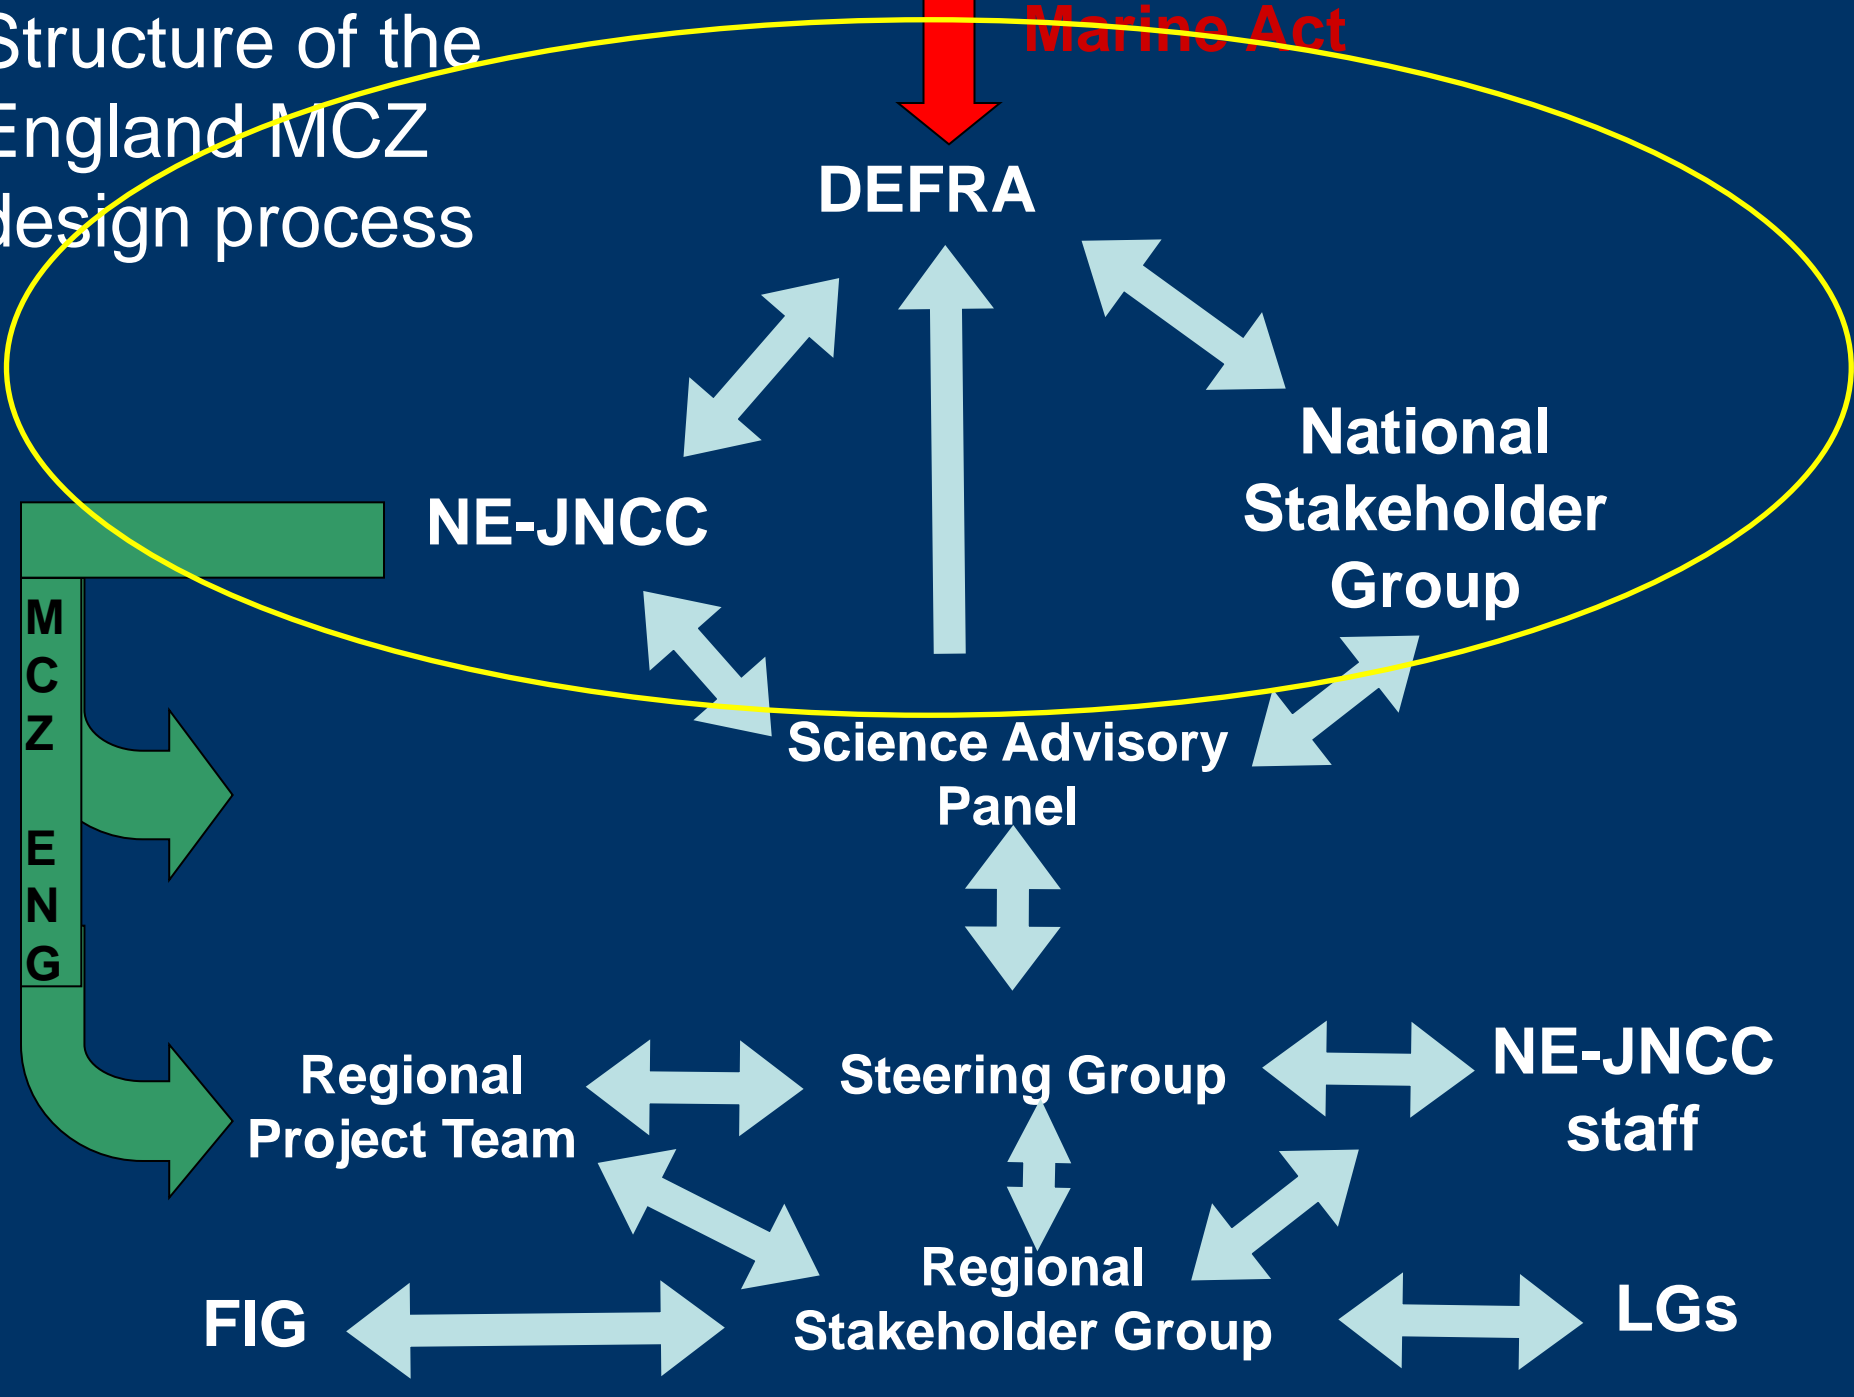 Structure of the
England MCZ
design process
Marine Act
DEFRA
National
Stakeholder
Group
NE-JNCC
M
C
Z
E
N
G
Science Advisory
Panel
Regional
Project Team
Steering Group
NE-JNCC
staff
Regional
Stakeholder Group
FIG
LGs